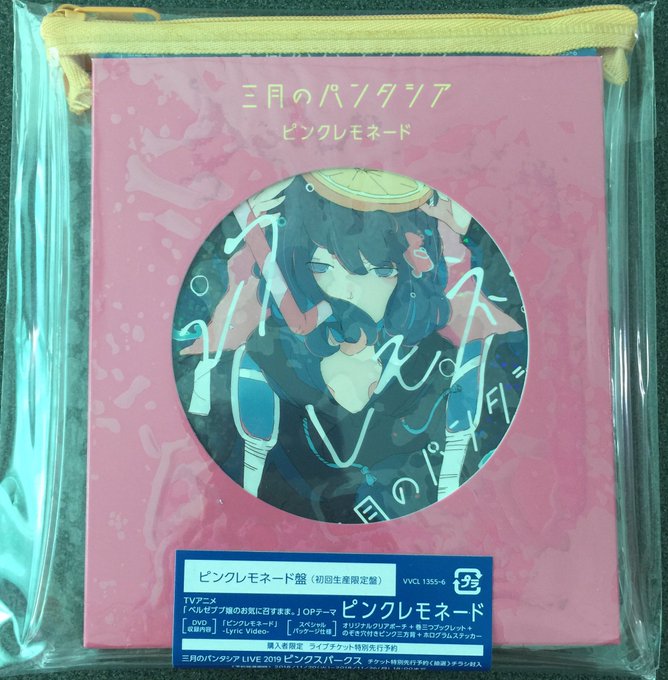 三月のパンタシア
ピンクレモネード
月のパンタシ
ピンクレモネード盤（初回生産限定盤）
VVCL 1355-6
プラ
TVアニメ
「ベルゼブブ嬢のお気に召すまま。」OPテーマ
ピンクレモネード
DVD
収録内容
「ピンクレモネード」
-Lyric Video-
スペシャル
パッケージ仕様
オリジナルクリアポーチ+巻三つブックレット+
のぞき穴付きピンク三方背+ホログラムステッカー
購入者限定 ライブチケット特別先行予約
三月のパンタシア LIVE 2019 ピンクスパークス チケット特別先行予約<抽選>チラシ封入